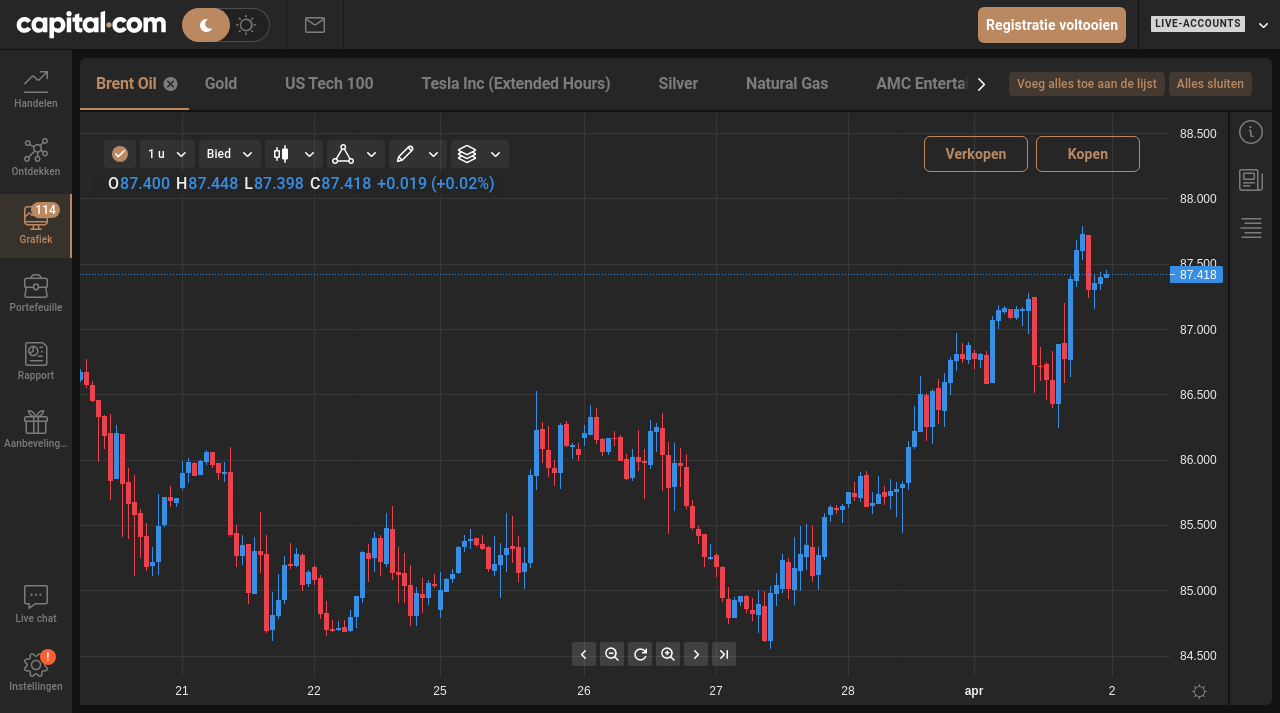 capital.com
Registratie voltooien
LIVE-ACCOUNTS
Handelen
Ontdekken
114
Grafiek
Portefeuille
Rapport
Aanbeveling...
Live chat
!
Instellingen
Brent Oil
Gold
US Tech 100
Tesla Inc (Extended Hours)
Silver
Natural Gas
AMC Enterta
Voeg alles toe aan de lijst
Alles sluiten
1 u
Bied
Verkopen
Kopen
O87.400 H87.448 L87.398 C87.418 +0.019 (+0.02%)
88.500
88.000
87.500
87.418
87.000
86.500
86.000
85.500
85.000
84.500
21
22
25
26
27
28
apr
2